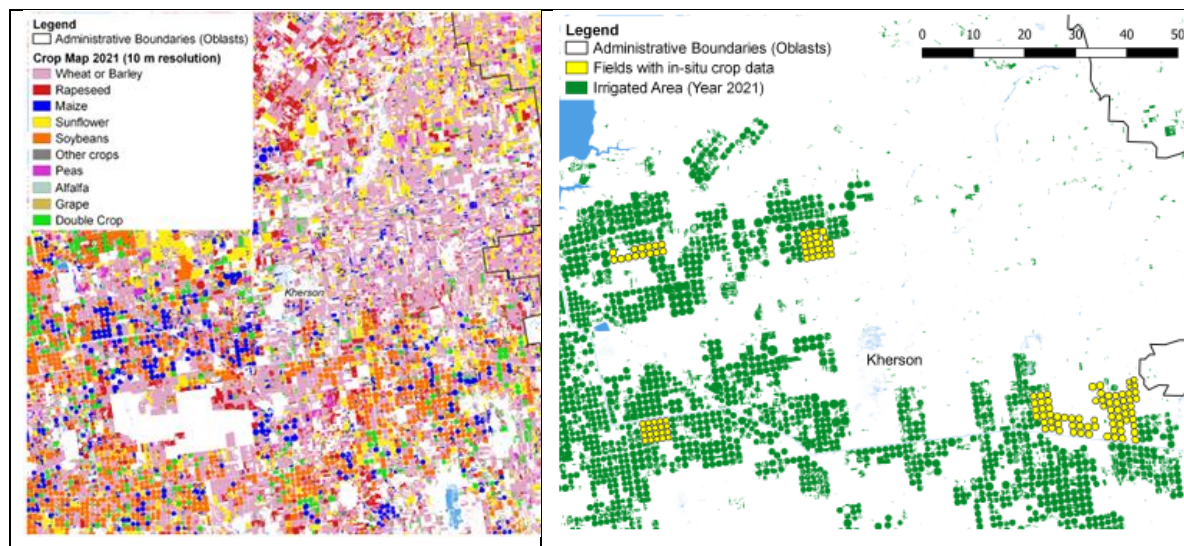 Legend
Administrative Boundaries (Oblasts)
Crop Map 2021 (10 m resolution)
Wheat or Barley
Rapeseed
Maize
Sunflower
Soybeans
Other crops
Peas
Alfalfa
Grape
Double Crop
Kherson
Legend
Administrative Boundaries (Oblasts)
Fields with in-situ crop data
Irrigated Area (Year 2021)
0 10 20 30 40 50
Kherson